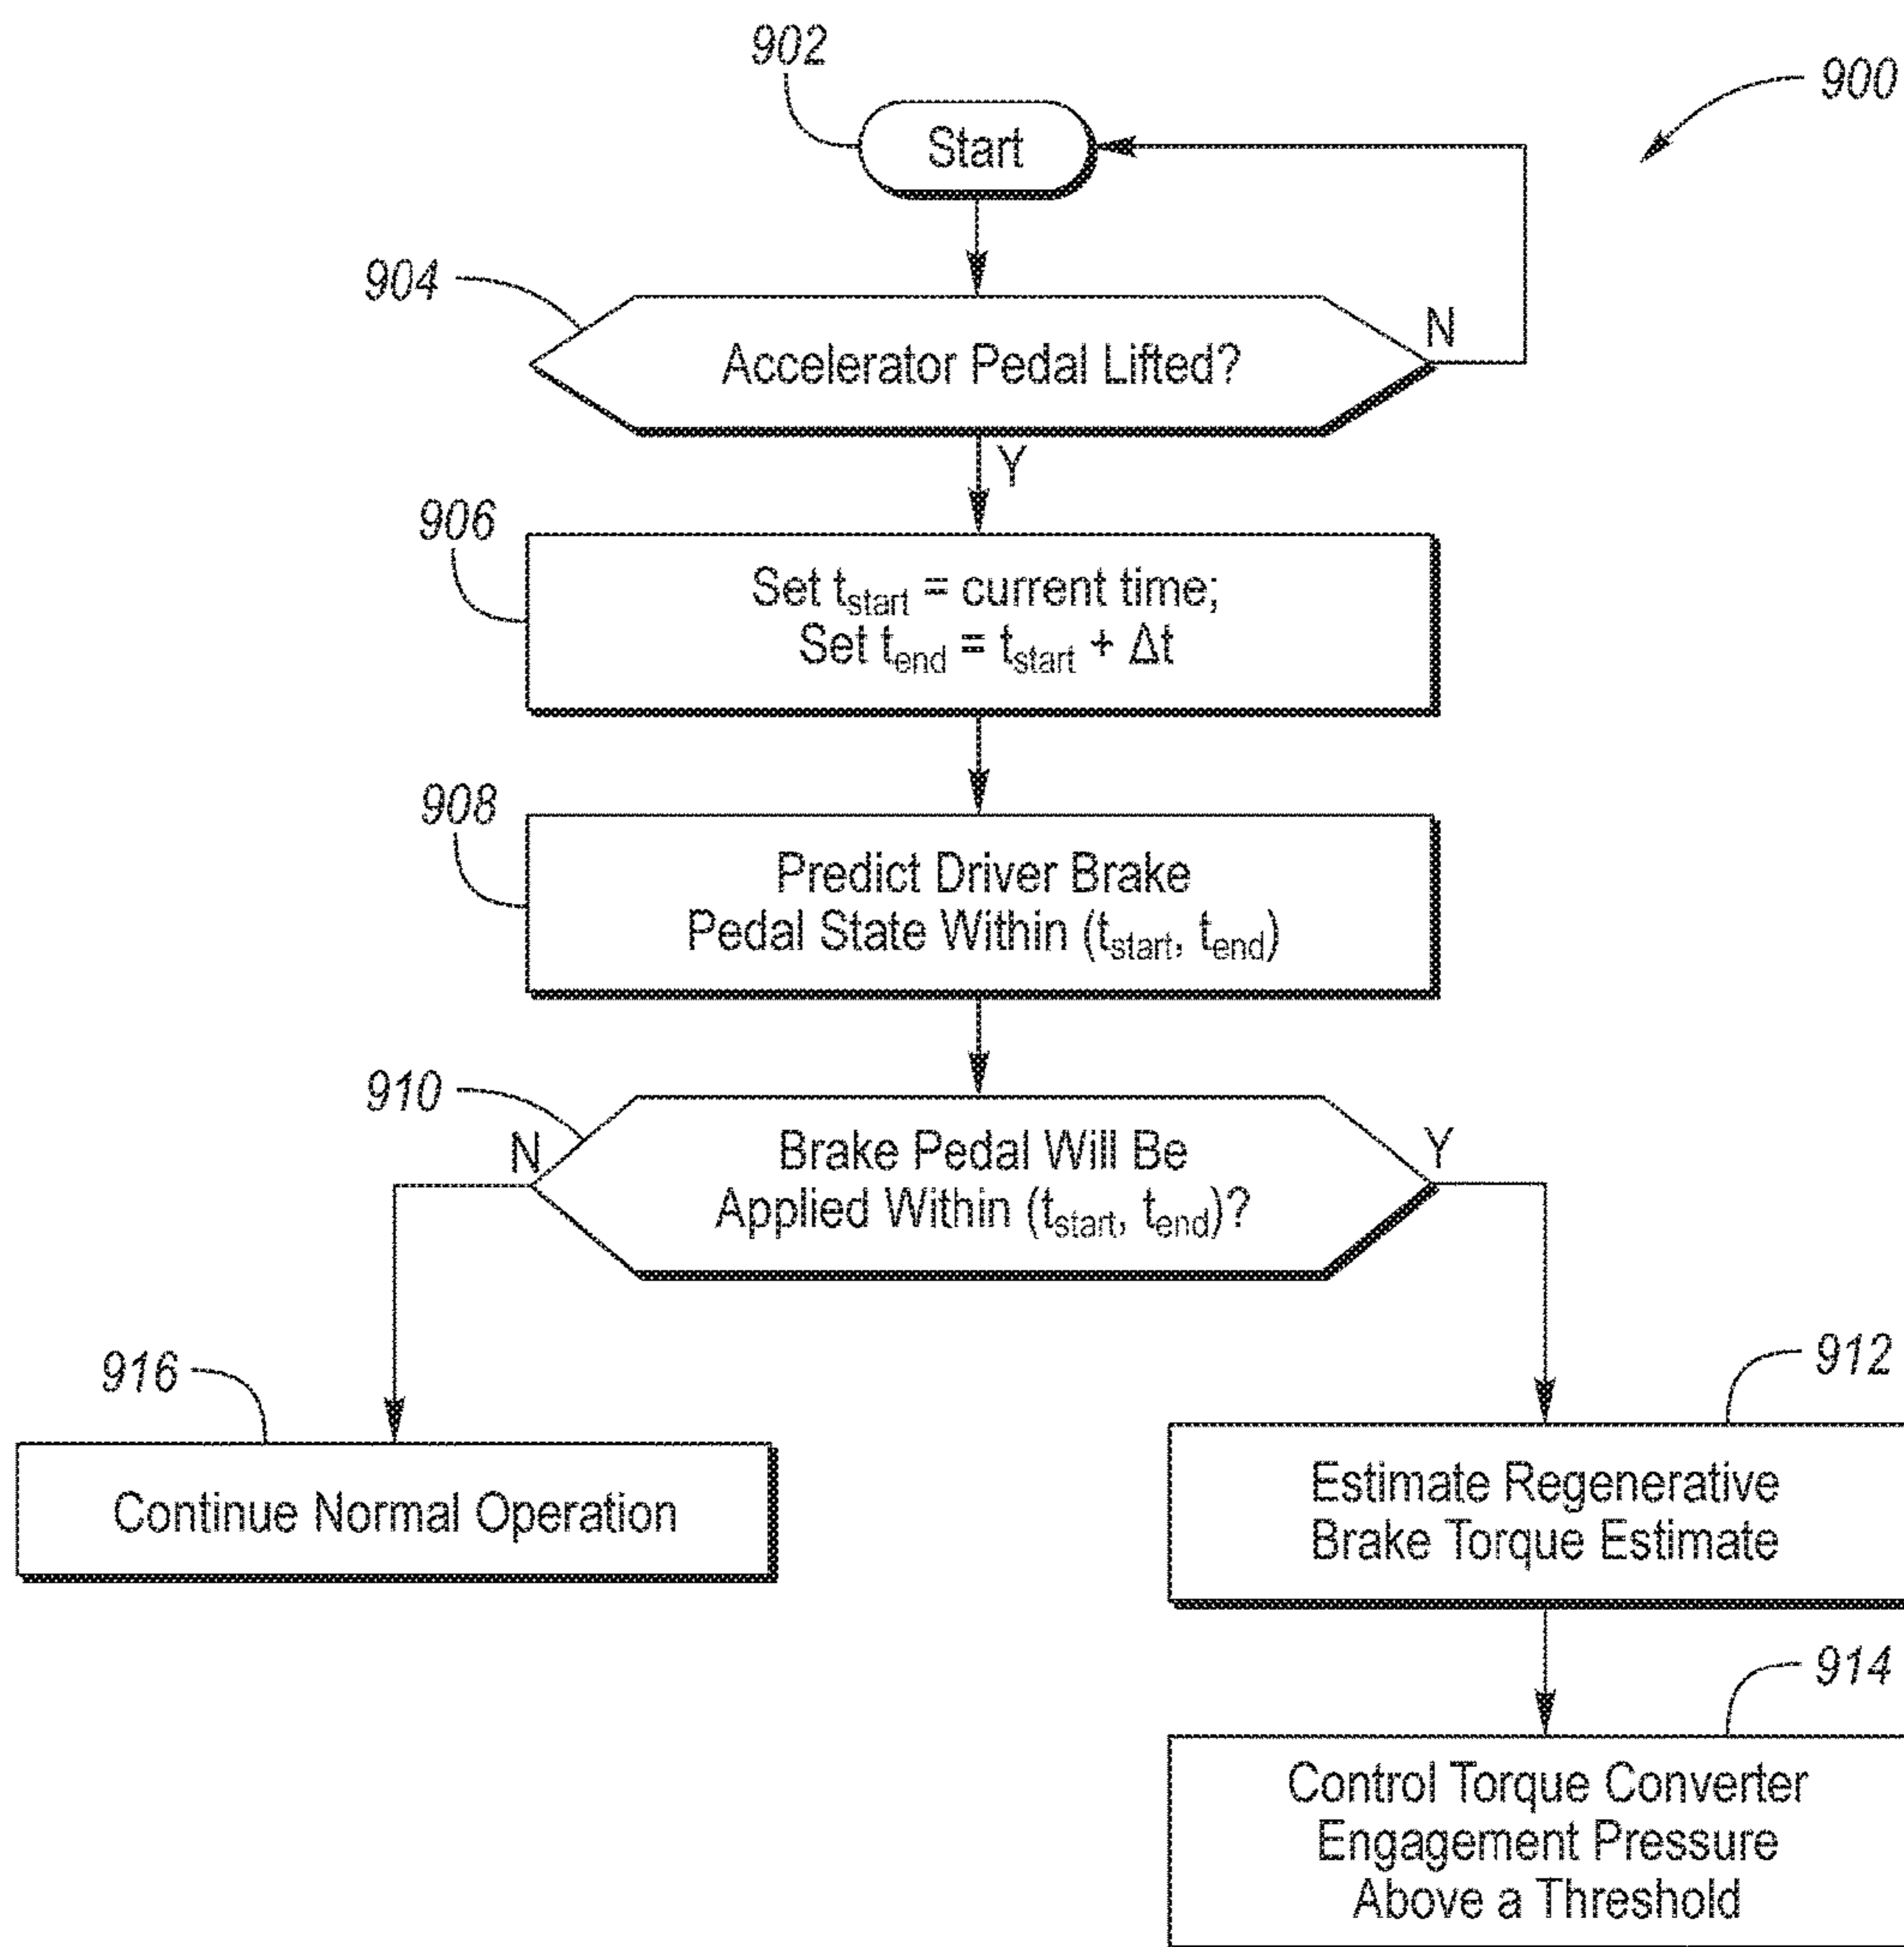 902
900
Start
904
N
Accelerator Pedal Lifted?
Y
906
Set tstart = current time;
Set tend = tstart + Δt
908
Predict Driver Brake
Pedal State Within (tstart, tend)
910
N
Y
Brake Pedal Will Be
Applied Within (tstart, tend)?
916
912
Continue Normal Operation
Estimate Regenerative
Brake Torque Estimate
914
Control Torque Converter
Engagement Pressure
Above a Threshold